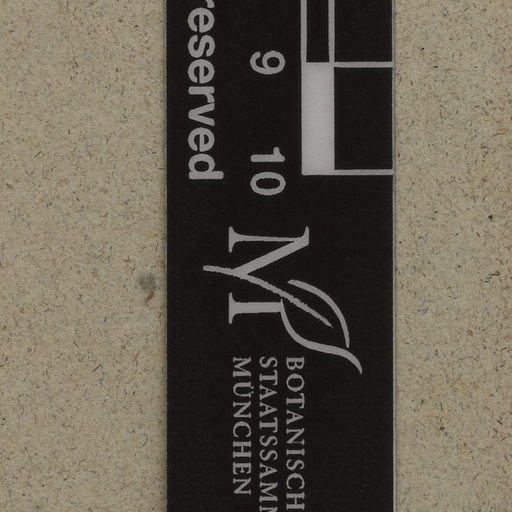 reserved
9 10
M
BOTANISCH
STAATSSAMM
MÜNCHEN